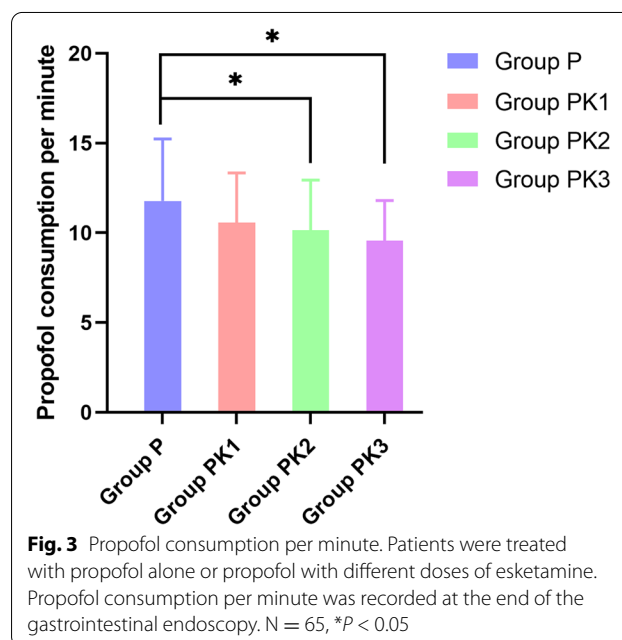 Propofol consumption per minute
20
15
10
5
0
*
*
Group P
Group PK1
Group PK2
Group PK3
Group P
Group PK1
Group PK2
Group PK3
Fig. 3 Propofol consumption per minute. Patients were treated
with propofol alone or propofol with different doses of esketamine.
Propofol consumption per minute was recorded at the end of the
gastrointestinal endoscopy. N = 65, *P < 0.05